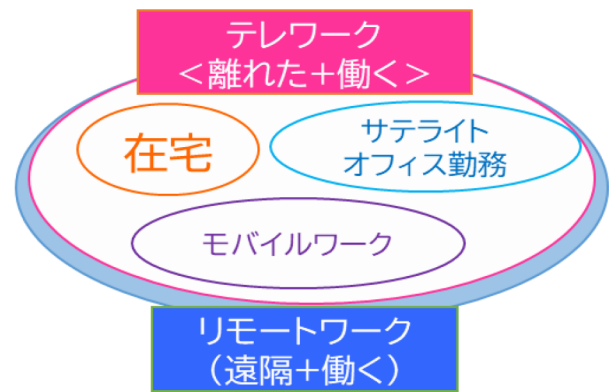 テレワーク
＜離れた+働く＞
在宅
サテライト
オフィス勤務
モバイルワーク
リモートワーク
（遠隔+働く）